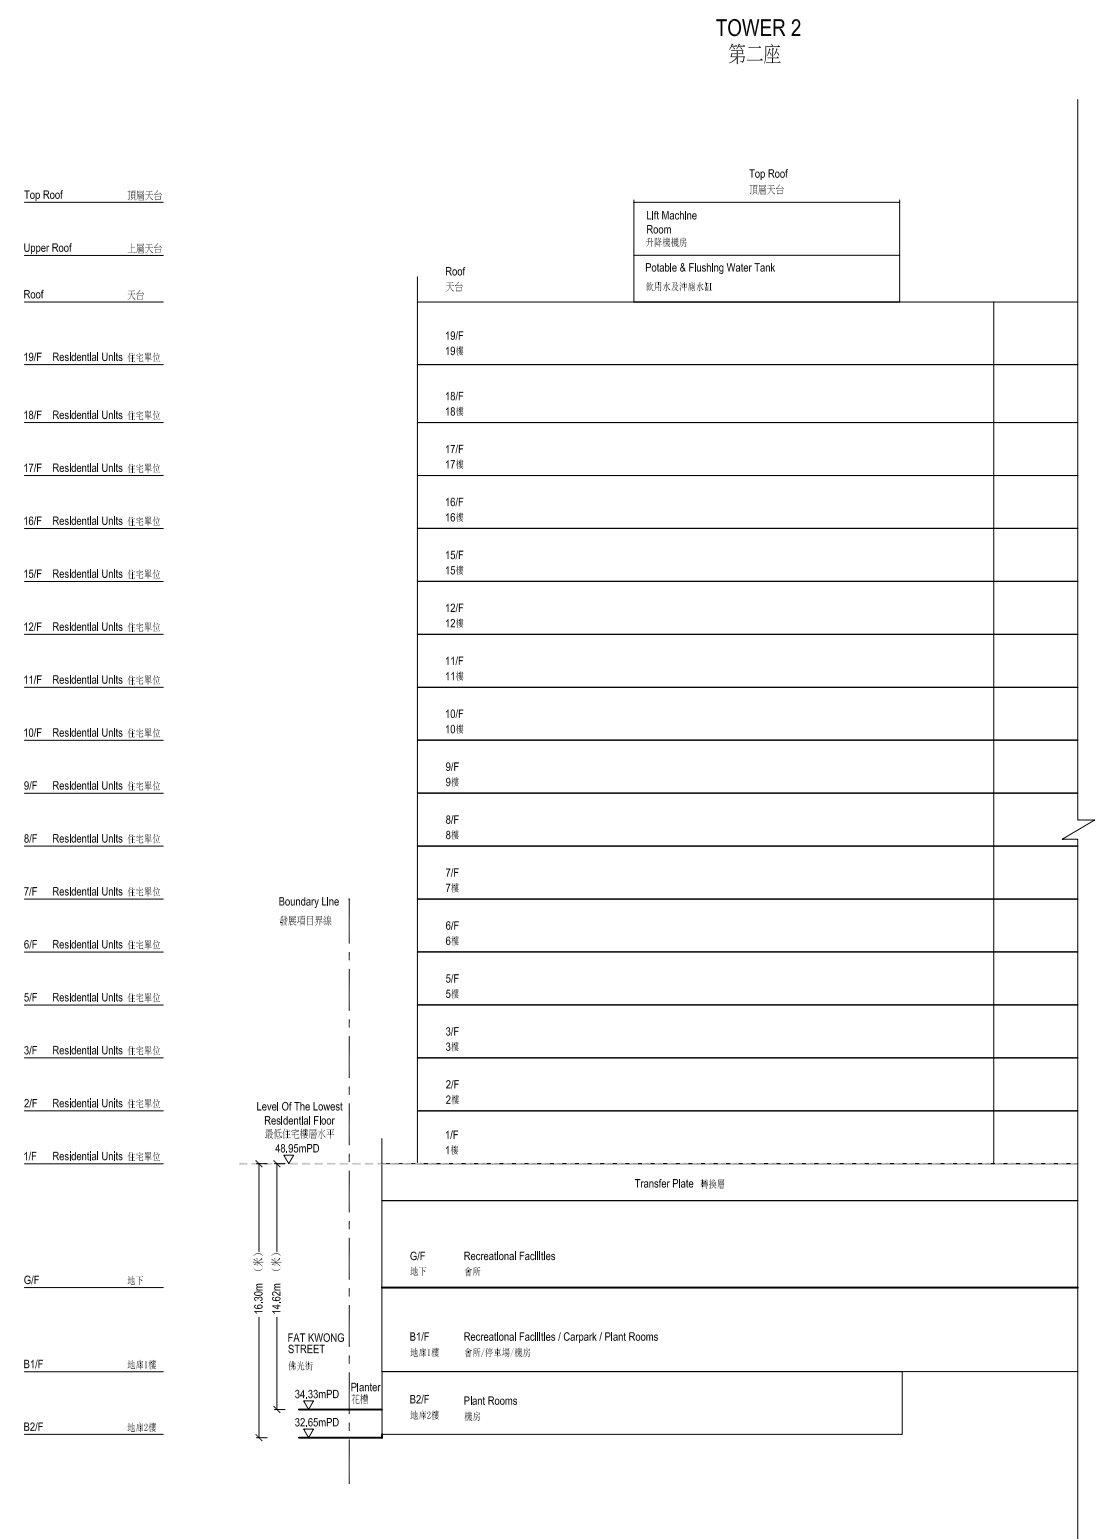 TOWER 2
第二座
Top Roof
頂層天台
Top Roof 頂層天台
Lift Machine
Room
升降機機房
Upper Roof 上層天台
Potable & Flushing Water Tank
飲用水及沖廁水缸
Roof
天台
Roof 天台
19/F
19樓
19/F Residential Units 住宅單位
18/F
18樓
18/F Residential Units 住宅單位
17/F
17樓
17/F Residential Units 住宅單位
16/F
16樓
16/F Residential Units 住宅單位
15/F
15樓
15/F Residential Units 住宅單位
12/F
12樓
12/F Residential Units 住宅單位
11/F
11樓
11/F Residential Units 住宅單位
10/F
10樓
10/F Residential Units 住宅單位
9/F
9樓
9/F Residential Units 住宅單位
8/F
8樓
8/F Residential Units 住宅單位
7/F
7樓
7/F Residential Units 住宅單位
Boundary Line
發展項目界線
6/F
6樓
6/F Residential Units 住宅單位
5/F
5樓
5/F Residential Units 住宅單位
3/F
3樓
3/F Residential Units 住宅單位
2/F
2樓
2/F Residential Units 住宅單位
Level Of The Lowest
Residential Floor
最低住宅樓層水平
48.95mPD
1/F
1樓
1/F Residential Units 住宅單位
Transfer Plate 轉換層
G/F Recreational Facilities
地下 會所
G/F 地下
16.30m (米)
14.62m (米)
FAT KWONG
STREET
佛光街
B1/F Recreational Facilities / Carpark / Plant Rooms
地庫1樓 會所/停車場/機房
B1/F 地庫1樓
Planter
花槽
34.33mPD
B2/F Plant Rooms
地庫2樓 機房
32.65mPD
B2/F 地庫2樓